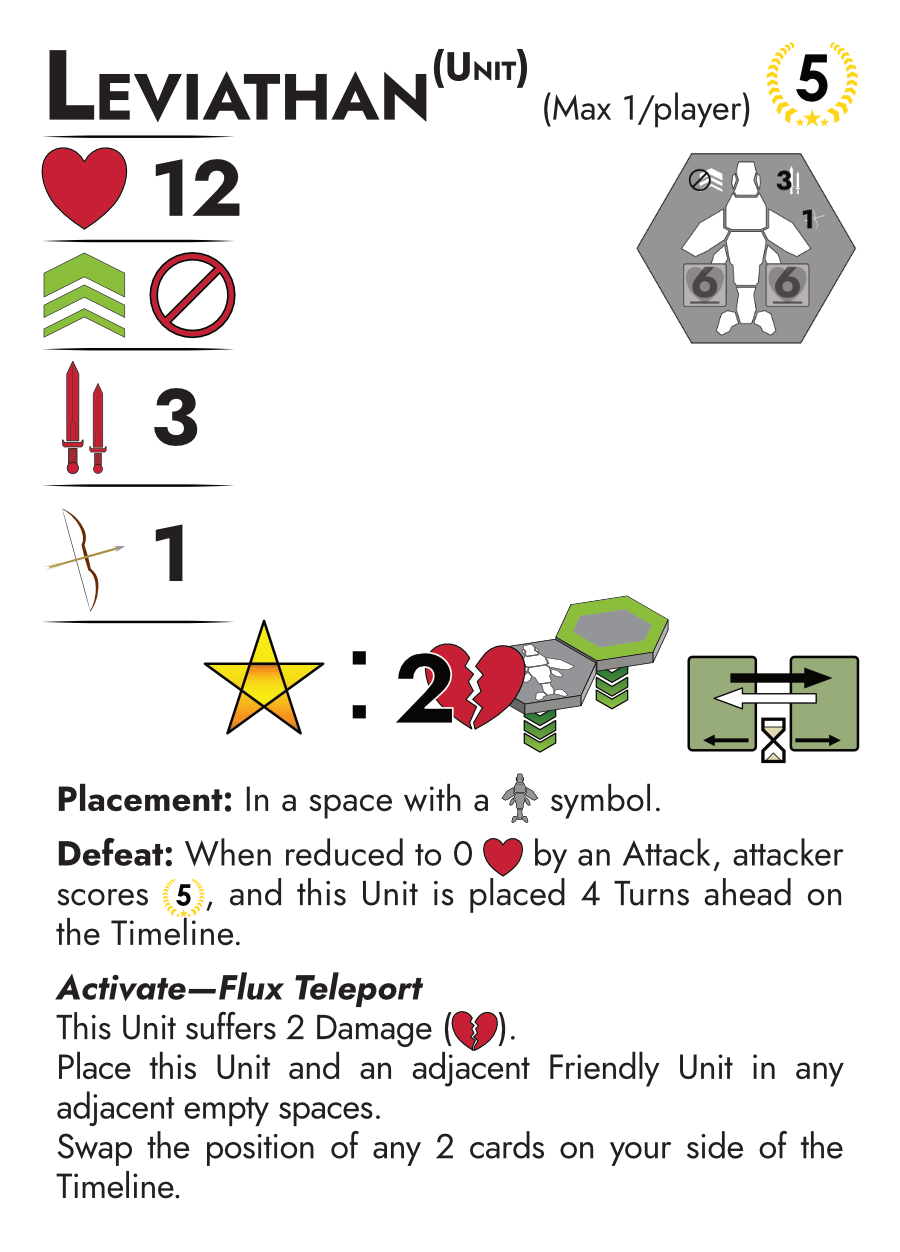 LEVIATHAN (UNIT) (Max 1/player) 5
12
3
1
3
1
6 6
: 2
Placement: In a space with a symbol.
Defeat: When reduced to 0 by an Attack, attacker
scores 5, and this Unit is placed 4 Turns ahead on
the Timeline.
Activate—Flux Teleport
This Unit suffers 2 Damage ( ).
Place this Unit and an adjacent Friendly Unit in any
adjacent empty spaces.
Swap the position of any 2 cards on your side of the
Timeline.